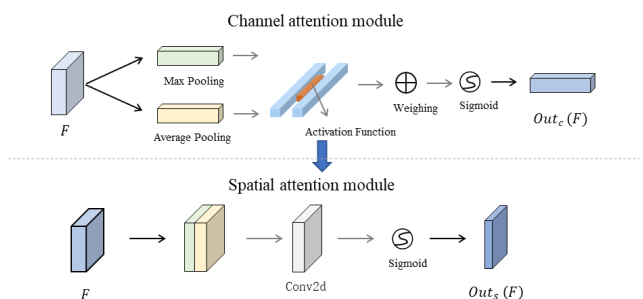 Channel attention module
F
Max Pooling
Average Pooling
Activation Function
Weighing
Sigmoid
Out_c (F)
Spatial attention module
F
Conv2d
Sigmoid
Out_s (F)